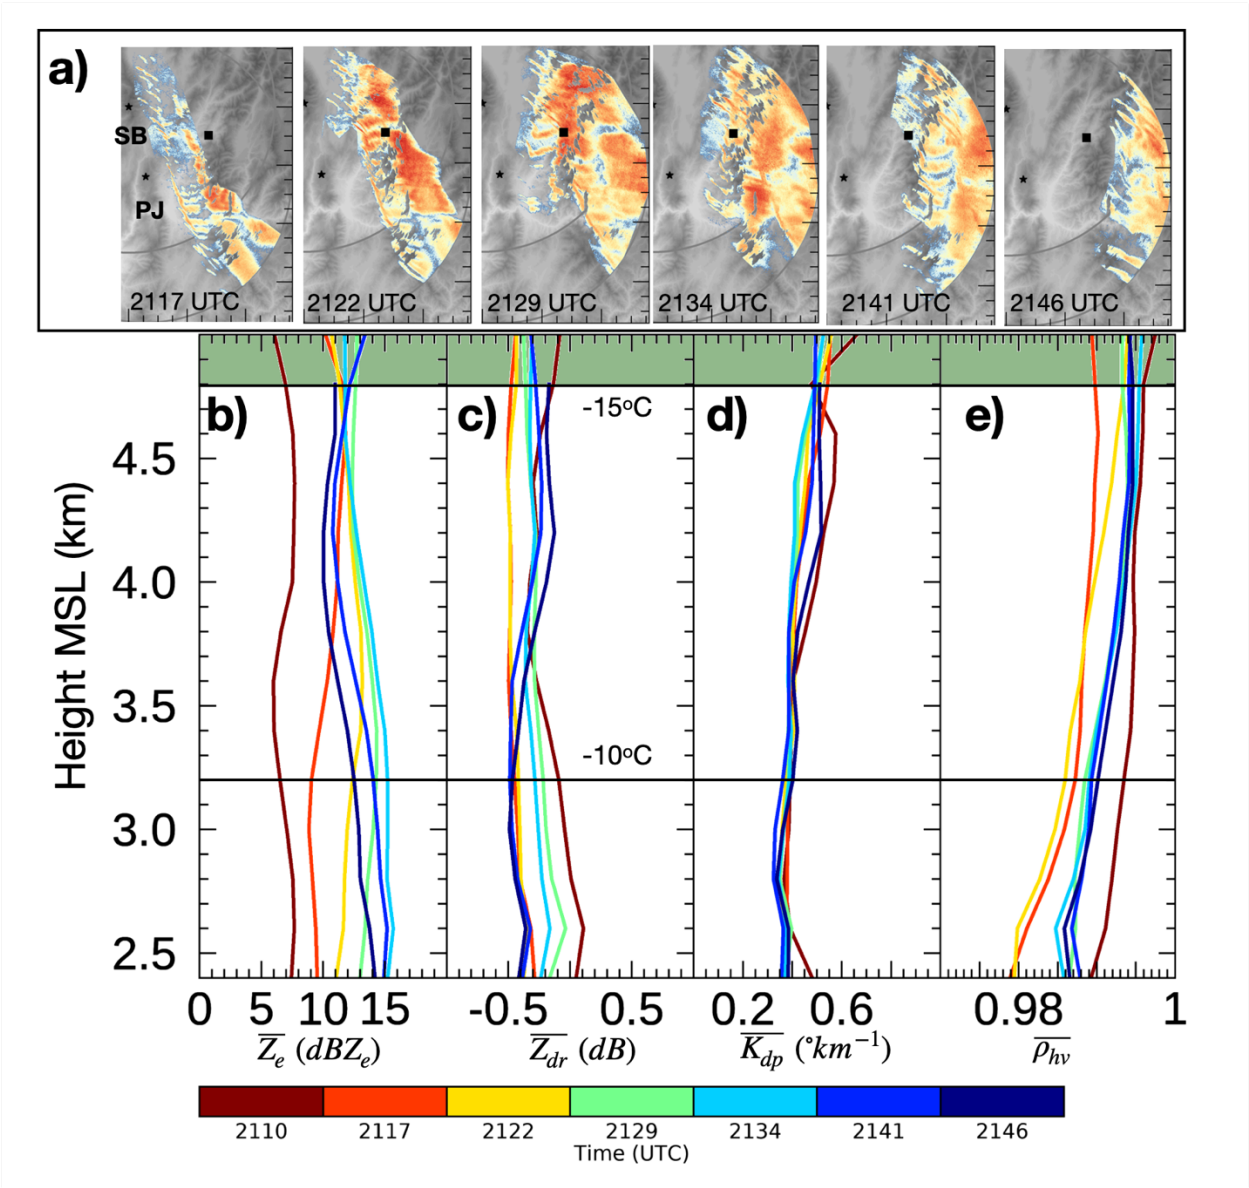 a)
SB
PJ
2117 UTC
2122 UTC
2129 UTC
2134 UTC
2141 UTC
2146 UTC
b)
c)
d)
e)
-15°C
-10°C
Height MSL (km)
4.5
4.0
3.5
3.0
2.5
0 5 10 15
-0.5 0.5
0.2 0.6
0.98 1
Z̅e (dBZe)
Z̅dr (dB)
K̅dp (°km⁻¹)
ρ̅hv
2110 2117 2122 2129 2134 2141 2146
Time (UTC)